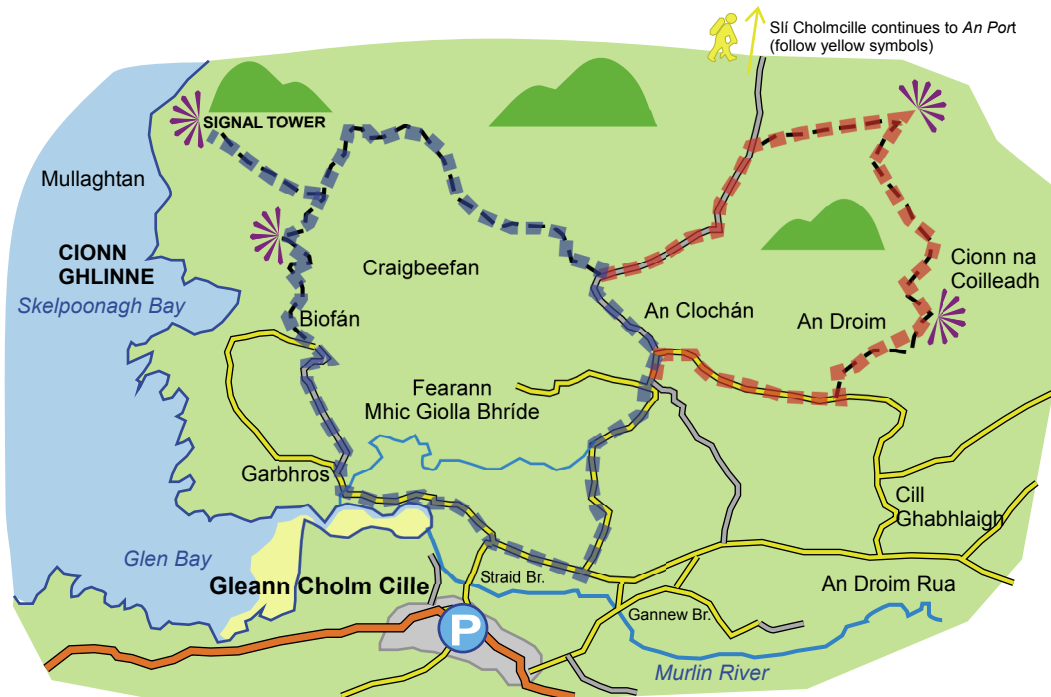 Slí Cholmcille continues to An Port
(follow yellow symbols)
SIGNAL TOWER
Mullaghtan
CIONN
GHLINNE
Skelpoonagh Bay
Craigbeefan
Cionn na
Coilleadh
Biofán
An Clochán
An Droim
Fearann
Mhic Giolla Bhríde
Garbhros
Cill
Ghabhlaigh
Glen Bay
Gleann Cholm Cille
Straid Br.
An Droim Rua
Gannew Br.
P
Murlin River